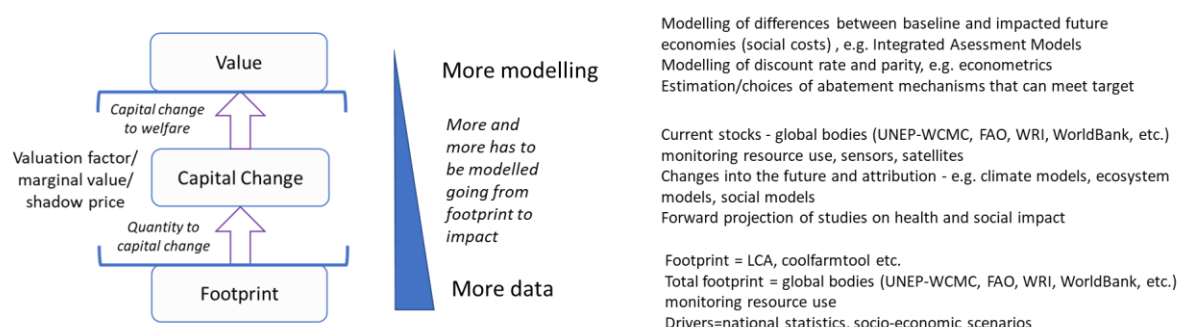 Value
Capital change
to welfare
Valuation factor/
marginal value/
shadow price
Capital Change
Quantity to
capital change
Footprint
More modelling
More and
more has to
be modelled
going from
footprint to
impact
More data
Modelling of differences between baseline and impacted future
economies (social costs) , e.g. Integrated Asessment Models
Modelling of discount rate and parity, e.g. econometrics
Estimation/choices of abatement mechanisms that can meet target
Current stocks - global bodies (UNEP-WCMC, FAO, WRI, WorldBank, etc.)
monitoring resource use, sensors, satellites
Changes into the future and attribution - e.g. climate models, ecosystem
models, social models
Forward projection of studies on health and social impact
Footprint = LCA, coolfarmtool etc.
Total footprint = global bodies (UNEP-WCMC, FAO, WRI, WorldBank, etc.)
monitoring resource use
Drivers=national statistics, socio-economic scenarios